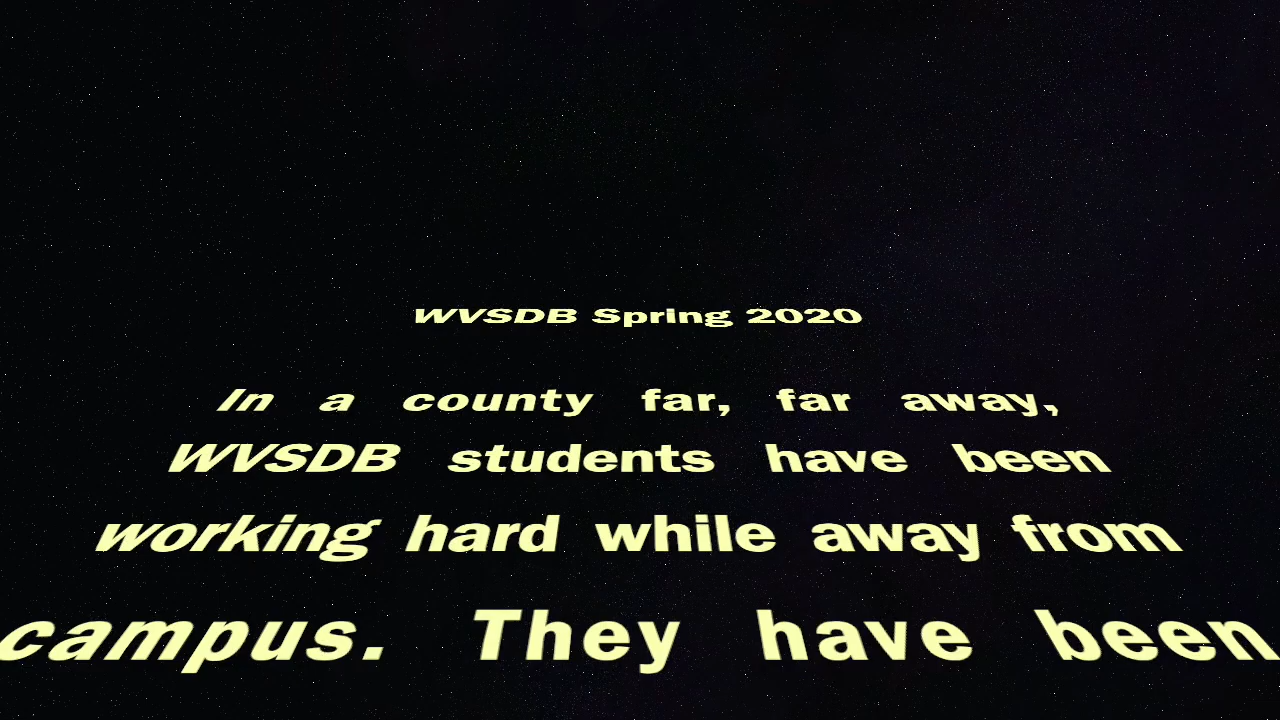 WVSDB Spring 2020
In a county far, far away,
WVSDB students have been
working hard while away from
campus. They have been